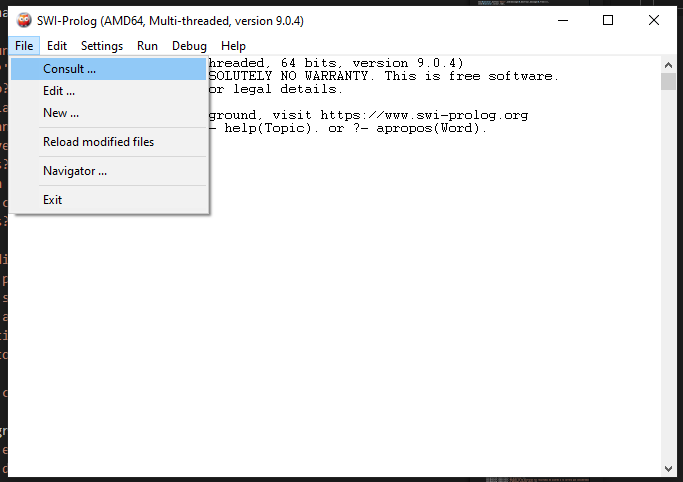 SWI-Prolog (AMD64, Multi-threaded, version 9.0.4)
File Edit Settings Run Debug Help
Consult ...
Edit ...
New ...
Reload modified files
Navigator ...
Exit
hreaded, 64 bits, version 9.0.4)
SOLUTELY NO WARRANTY. This is free software.
or legal details.
ground, visit https://www.swi-prolog.org
- help(Topic). or ?- apropos(Word).